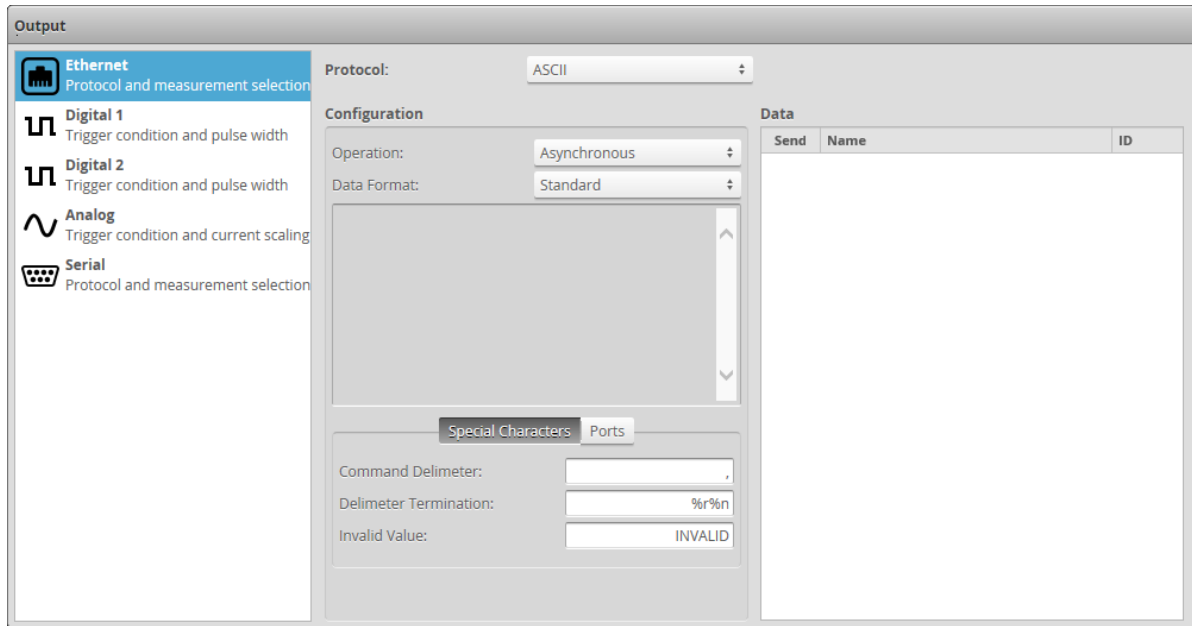 Output
Ethernet
Protocol and measurement selection
Digital 1
Trigger condition and pulse width
Digital 2
Trigger condition and pulse width
Analog
Trigger condition and current scaling
Serial
Protocol and measurement selection
Protocol: ASCII
Configuration
Operation: Asynchronous
Data Format: Standard
Special Characters Ports
Command Delimeter: ,
Delimeter Termination: %r%n
Invalid Value: INVALID
Data
Send Name ID